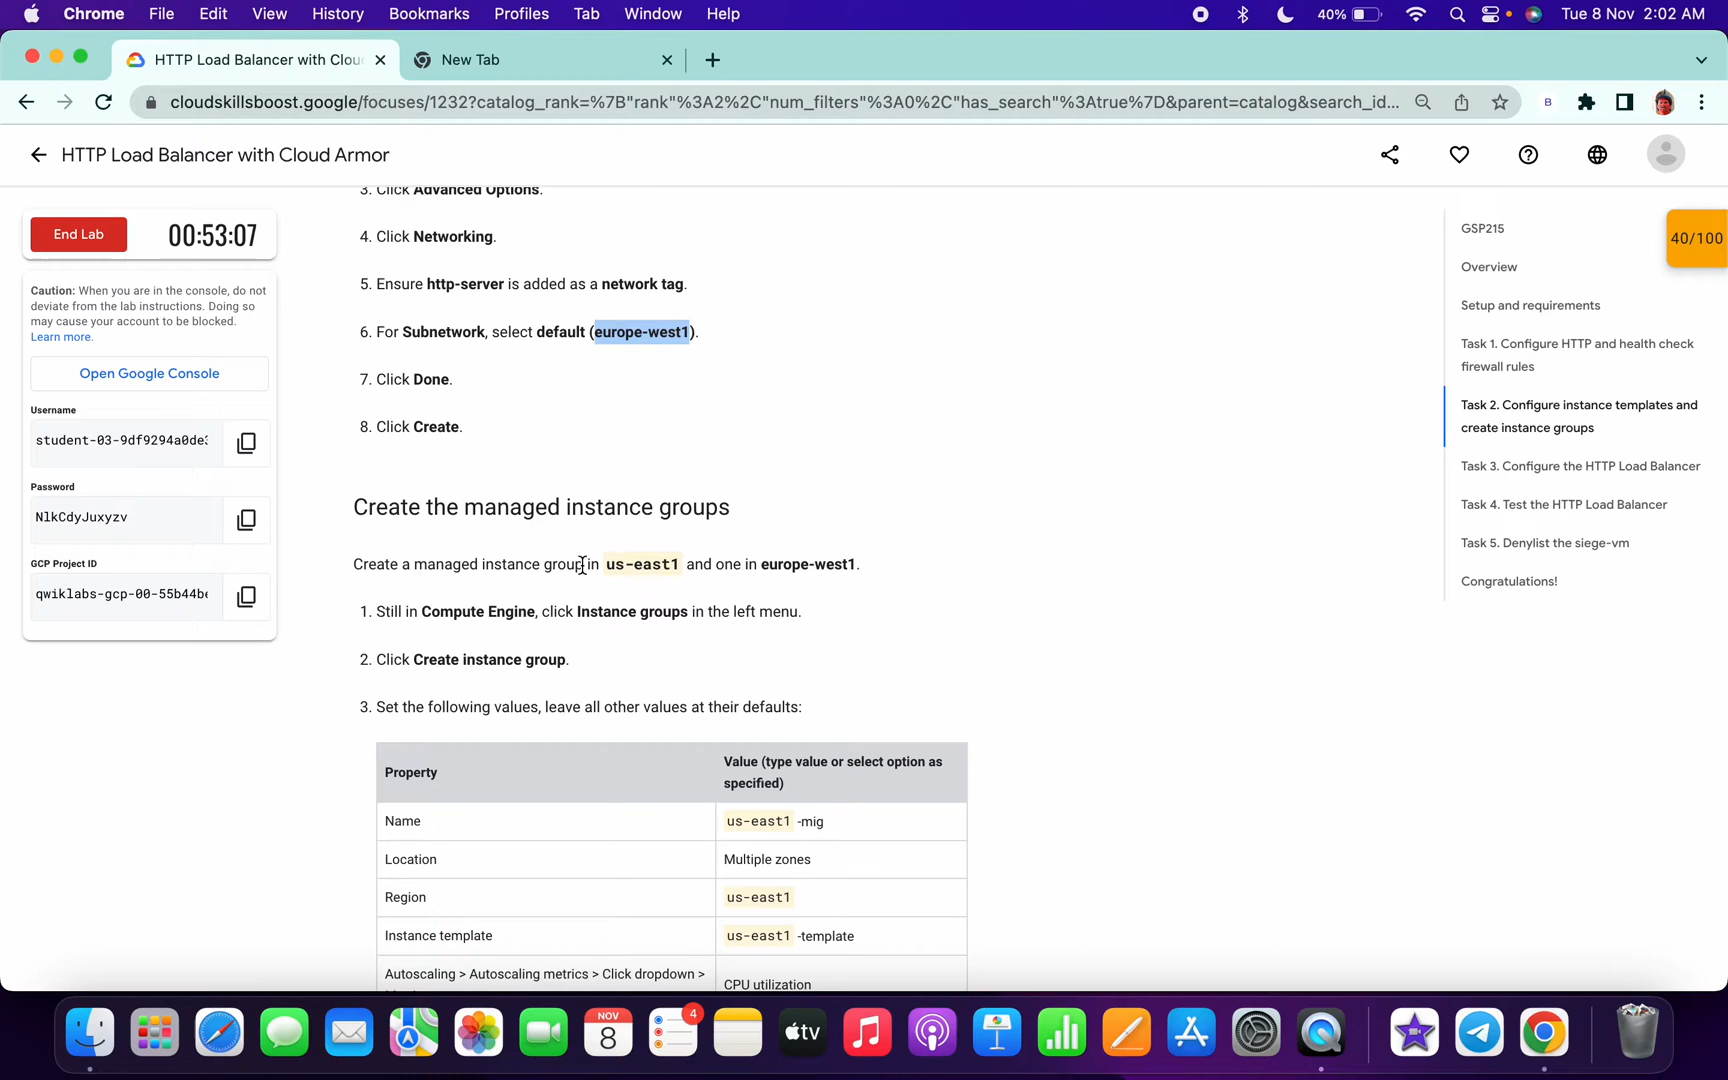 Chrome File Edit View History Bookmarks Profiles Tab Window Help 40% Tue 8 Nov 2:02 AM
HTTP Load Balancer with Clou New Tab
cloudskillsboost.google/focuses/1232?catalog_rank=%7B"rank"%3A2%2C"num_filters"%3A0%2C"has_search"%3Atrue%7D&parent=catalog&search_id...
B
HTTP Load Balancer with Cloud Armor
End Lab 00:53:07
Caution: When you are in the console, do not
deviate from the lab instructions. Doing so
may cause your account to be blocked.
Learn more.
Open Google Console
Username
student-03-9df9294a0de3
Password
NlkCdyJuxyzv
GCP Project ID
qwiklabs-gcp-00-55b44be
3. Click Advanced Options.
4. Click Networking.
5. Ensure http-server is added as a network tag.
6. For Subnetwork, select default (europe-west1).
7. Click Done.
8. Click Create.
Create the managed instance groups
Create a managed instance group in us-east1 and one in europe-west1.
1. Still in Compute Engine, click Instance groups in the left menu.
2. Click Create instance group.
3. Set the following values, leave all other values at their defaults:
Property Value (type value or select option as
specified)
Name us-east1 -mig
Location Multiple zones
Region us-east1
Instance template us-east1 -template
Autoscaling > Autoscaling metrics > Click dropdown >
CPU utilization
GSP215
40/100
Overview
Setup and requirements
Task 1. Configure HTTP and health check
firewall rules
Task 2. Configure instance templates and
create instance groups
Task 3. Configure the HTTP Load Balancer
Task 4. Test the HTTP Load Balancer
Task 5. Denylist the siege-vm
Congratulations!
NOV
8
4
tv